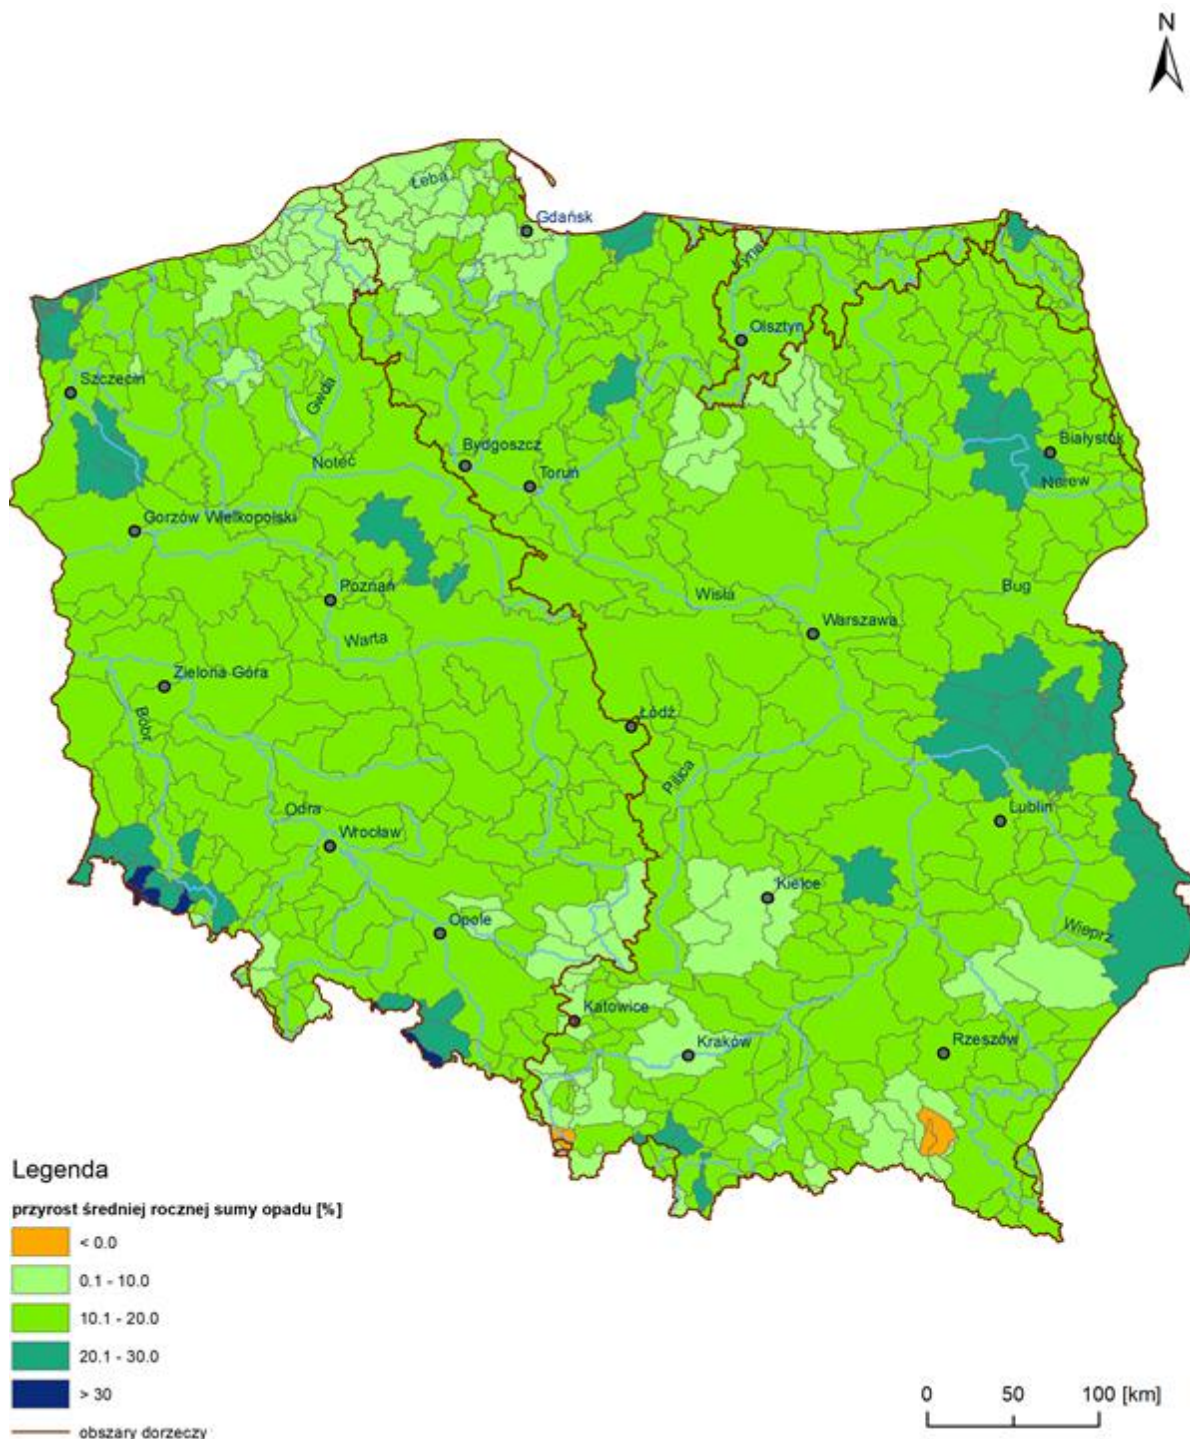 N
Łeba
Gdańsk
Łyna
Olsztyn
Szczecin
Gwda
Bydgoszcz
Białystok
Noteć
Toruń
Narew
Gorzów Wielkopolski
Poznań
Wisła
Bug
Warszawa
Warta
Zielona Góra
Bóbr
Łódź
Pilica
Odra
Lublin
Wrocław
Kielce
Opole
Wieprz
Katowice
Kraków
Rzeszów
Legenda
przyrost średniej rocznej sumy opadu [%]
< 0.0
0.1 - 10.0
10.1 - 20.0
20.1 - 30.0
> 30
0 50 100 [km]
obszary dorzeczy